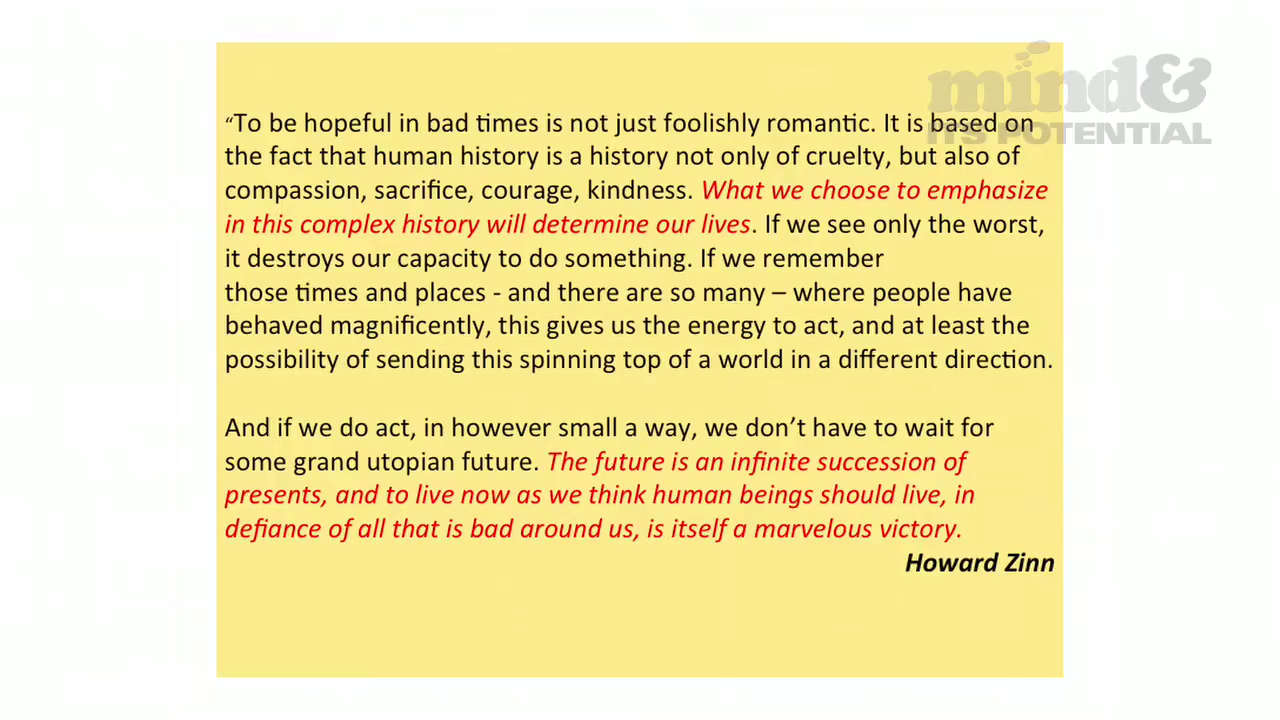 mind&
ITS POTENTIAL
“To be hopeful in bad times is not just foolishly romantic. It is based on
the fact that human history is a history not only of cruelty, but also of
compassion, sacrifice, courage, kindness. What we choose to emphasize
in this complex history will determine our lives. If we see only the worst,
it destroys our capacity to do something. If we remember
those times and places - and there are so many – where people have
behaved magnificently, this gives us the energy to act, and at least the
possibility of sending this spinning top of a world in a different direction.
And if we do act, in however small a way, we don’t have to wait for
some grand utopian future. The future is an infinite succession of
presents, and to live now as we think human beings should live, in
defiance of all that is bad around us, is itself a marvelous victory.
Howard Zinn